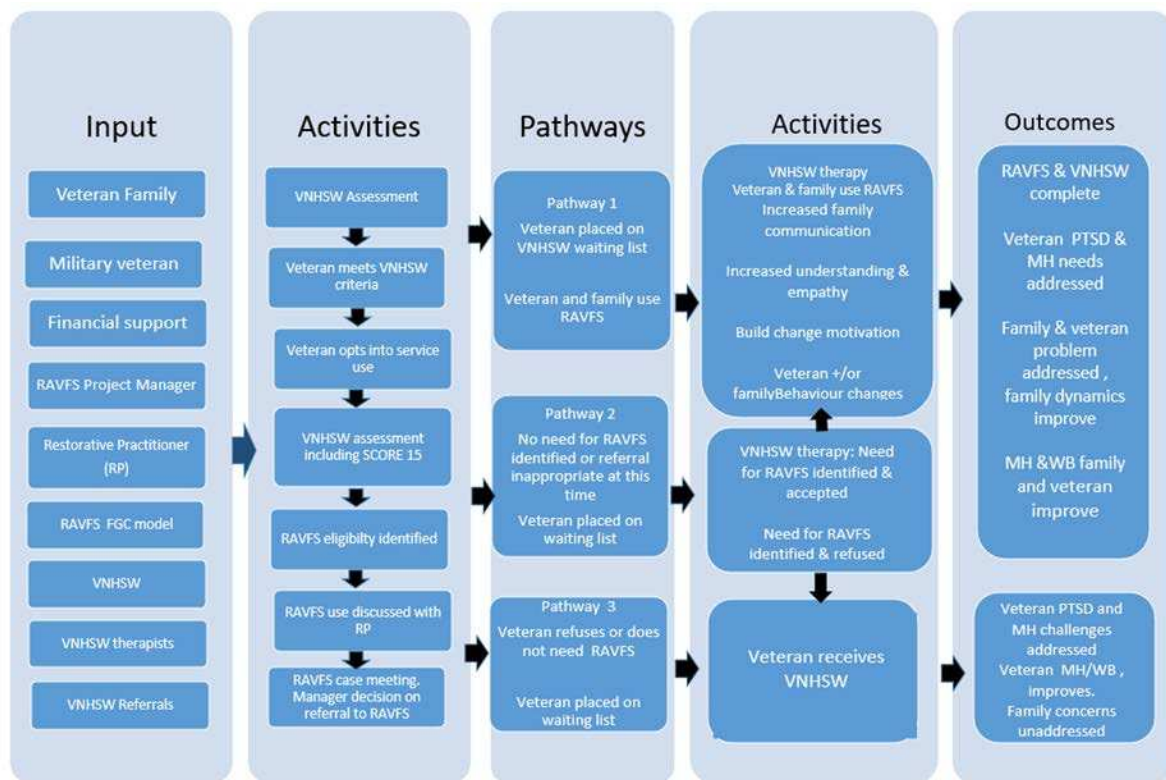 Input
Veteran Family
Military veteran
Financial support
RAVFS Project Manager
Restorative Practitioner
(RP)
RAVFS FGC model
VNHSW
VNHSW therapists
VNHSW Referrals
Activities
VNHSW Assessment
Veteran meets VNHSW
criteria
Veteran opts into service
use
VNHSW assessment
including SCORE 15
RAVFS eligibilty identified
RAVFS use discussed with
RP
RAVFS case meeting.
Manager decision on
referral to RAVFS
Pathways
Pathway 1
Veteran placed on
VNHSW waiting list
Veteran and family use
RAVFS
Pathway 2
No need for RAVFS
identified or referral
inappropriate at this
time
Veteran placed on
waiting list
Pathway 3
Veteran refuses or does
not need RAVFS
Veteran placed on
waiting list
Activities
VNHSW therapy
Veteran & family use RAVFS
Increased family
communication
Increased understanding &
empathy
Build change motivation
Veteran +/or
familyBehaviour changes
VNHSW therapy: Need
for RAVFS identified &
accepted
Need for RAVFS
identified & refused
Veteran receives
VNHSW
Outcomes
RAVFS & VNHSW
complete
Veteran PTSD &
MH needs
addressed
Family & veteran
problem
addressed ,
family dynamics
improve
MH &WB family
and veteran
improve
Veteran PTSD and
MH challenges
addressed
Veteran MH/WB ,
improves.
Family concerns
unaddressed